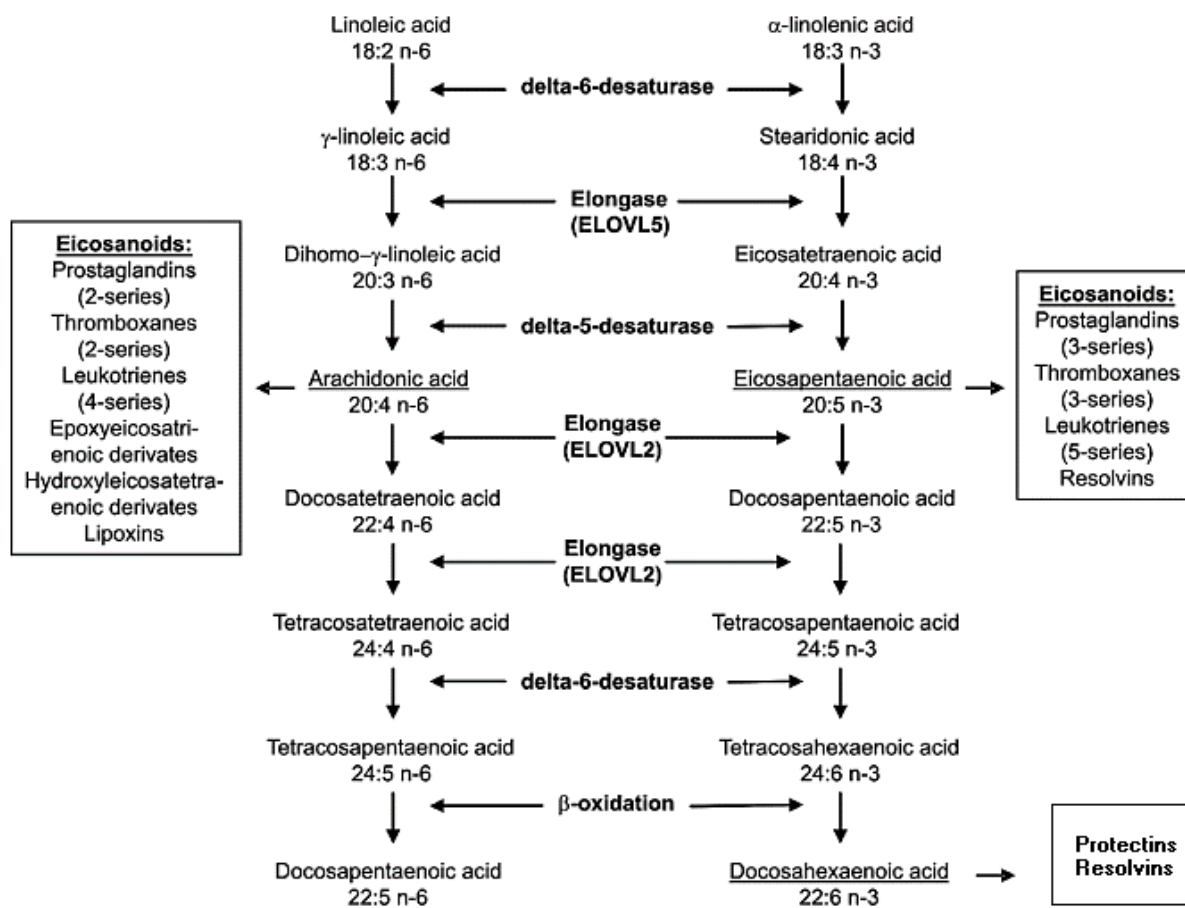 Linoleic acid
18:2 n-6
α-linolenic acid
18:3 n-3
delta-6-desaturase
γ-linoleic acid
18:3 n-6
Stearidonic acid
18:4 n-3
Elongase
(ELOVL5)
Dihomo–γ-linoleic acid
20:3 n-6
Eicosatetraenoic acid
20:4 n-3
delta-5-desaturase
Arachidonic acid
20:4 n-6
Eicosapentaenoic acid
20:5 n-3
Eicosanoids:
Prostaglandins
(2-series)
Thromboxanes
(2-series)
Leukotrienes
(4-series)
Epoxyeicosatri-
enoic derivates
Hydroxyleicosatetra-
enoic derivates
Lipoxins
Eicosanoids:
Prostaglandins
(3-series)
Thromboxanes
(3-series)
Leukotrienes
(5-series)
Resolvins
Elongase
(ELOVL2)
Docosatetraenoic acid
22:4 n-6
Docosapentaenoic acid
22:5 n-3
Elongase
(ELOVL2)
Tetracosatetraenoic acid
24:4 n-6
Tetracosapentaenoic acid
24:5 n-3
delta-6-desaturase
Tetracosapentaenoic acid
24:5 n-6
Tetracosahexaenoic acid
24:6 n-3
β-oxidation
Docosapentaenoic acid
22:5 n-6
Docosahexaenoic acid
22:6 n-3
Protectins
Resolvins